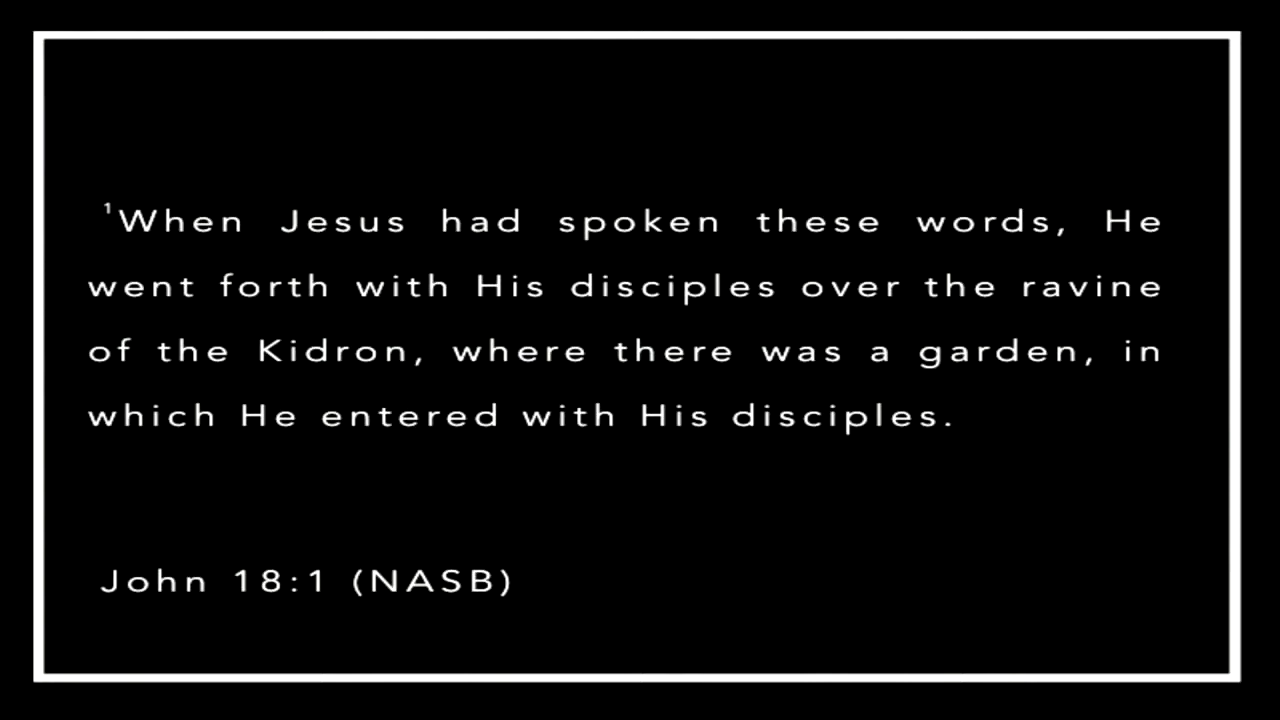 ¹When Jesus had spoken these words, He
went forth with His disciples over the ravine
of the Kidron, where there was a garden, in
which He entered with His disciples.
John 18:1 (NASB)